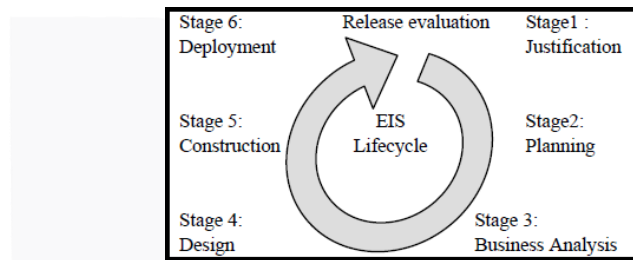 Stage 6:
Deployment
Release evaluation
Stage1 :
Justification
Stage 5:
Construction
EIS
Lifecycle
Stage2:
Planning
Stage 4:
Design
Stage 3:
Business Analysis